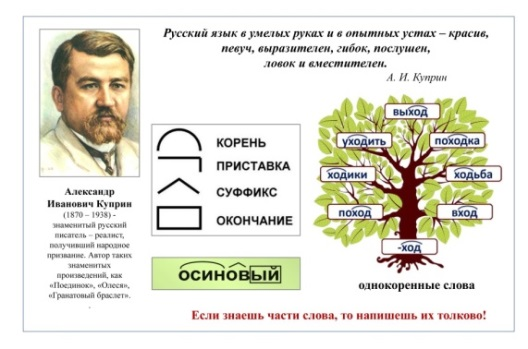 Русский язык в умелых руках и в опытных устах – красив,
певуч, выразителен, гибок, послушен,
ловок и вместителен.
А. И. Куприн
Александр
Иванович Куприн
(1870 – 1938) -
знаменитый русский
писатель – реалист,
получивший народное
призвание. Автор таких
знаменитых
произведений, как
«Поединок», «Олеся»,
«Гранатовый браслет».
.
КОРЕНЬ
ПРИСТАВКА
СУФФИКС
ОКОНЧАНИЕ
осиновый
выход
уходить
походка
ходики
ходьба
поход
вход
-ход
однокоренные слова
Если знаешь части слова, то напишешь их толково!